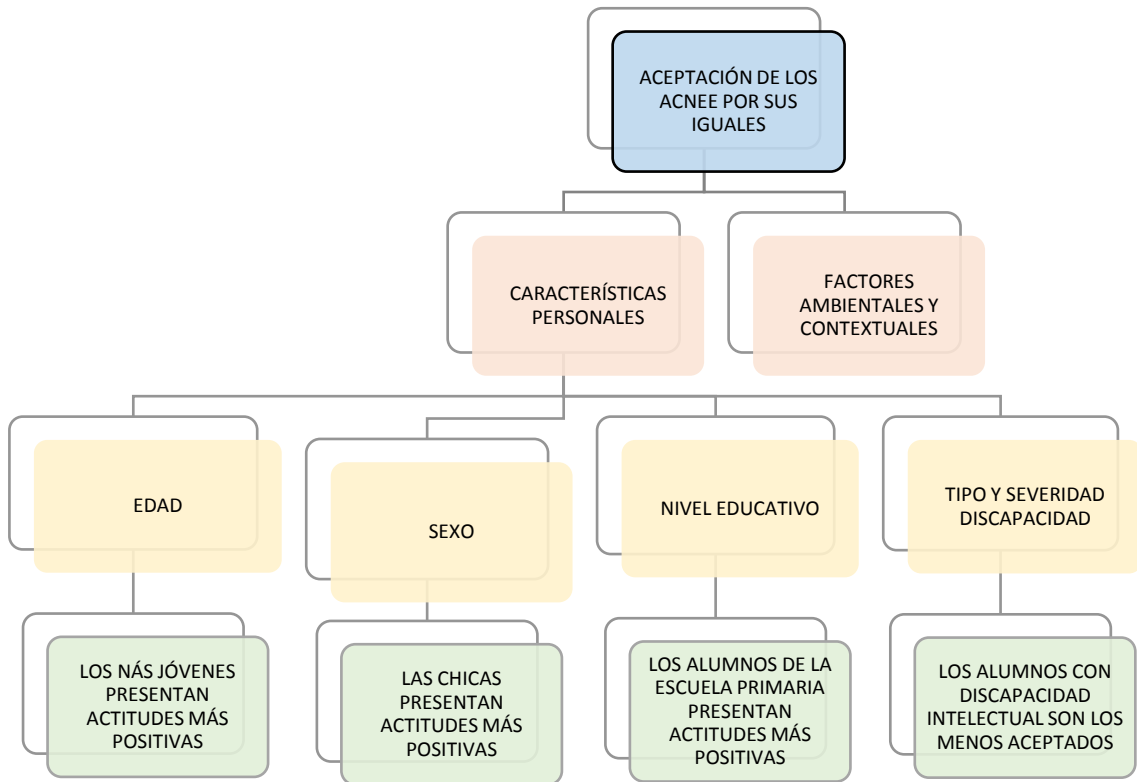 ACEPTACIÓN DE LOS
ACNEE POR SUS
IGUALES
CARACTERÍSTICAS
PERSONALES
FACTORES
AMBIENTALES Y
CONTEXTUALES
EDAD
SEXO
NIVEL EDUCATIVO
TIPO Y SEVERIDAD
DISCAPACIDAD
LOS NÁS JÓVENES
PRESENTAN
ACTITUDES MÁS
POSITIVAS
LAS CHICAS
PRESENTAN
ACTITUDES MÁS
POSITIVAS
LOS ALUMNOS DE LA
ESCUELA PRIMARIA
PRESENTAN
ACTITUDES MÁS
POSITIVAS
LOS ALUMNOS CON
DISCAPACIDAD
INTELECTUAL SON LOS
MENOS ACEPTADOS